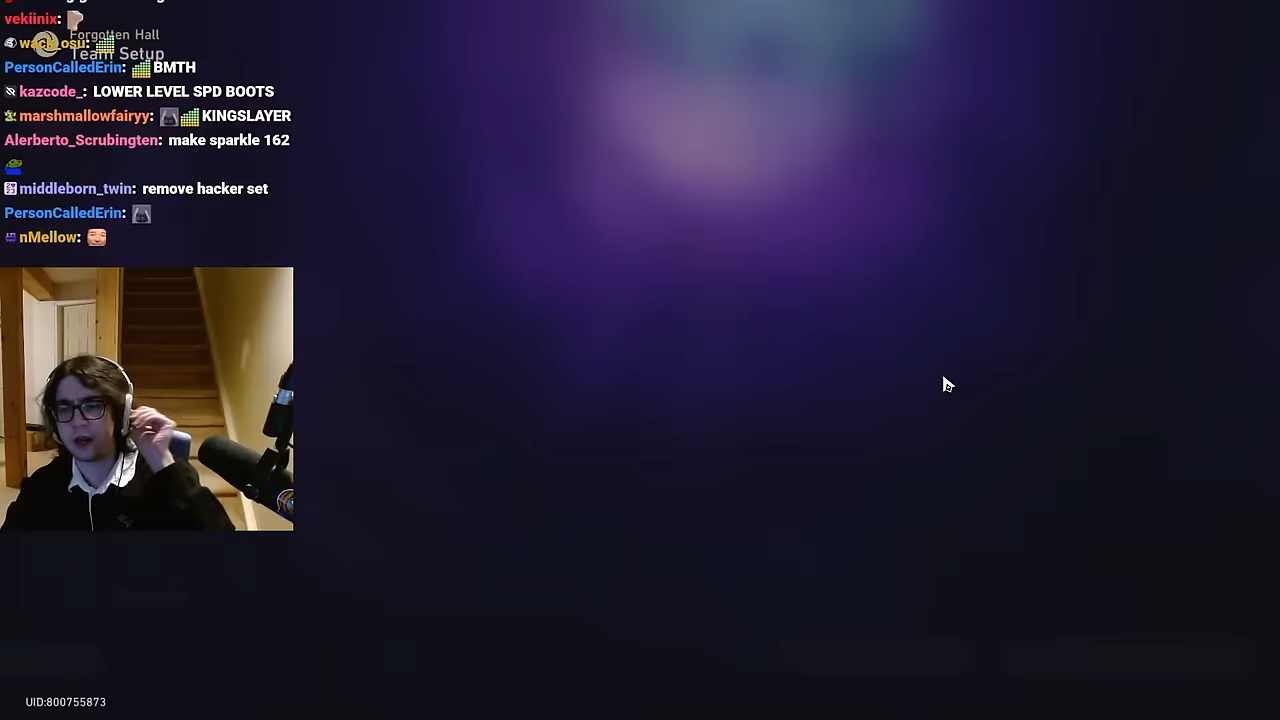 vekiinix:
Forgotten Hall
wack_osu:
Team Setup
PersonCalledErin: BMTH
kazcode_: LOWER LEVEL SPD BOOTS
marshmallowfairyy: KINGSLAYER
Alerberto_Scrubingten: make sparkle 162
middleborn_twin: remove hacker set
PersonCalledErin:
nMellow:
UID:800755873